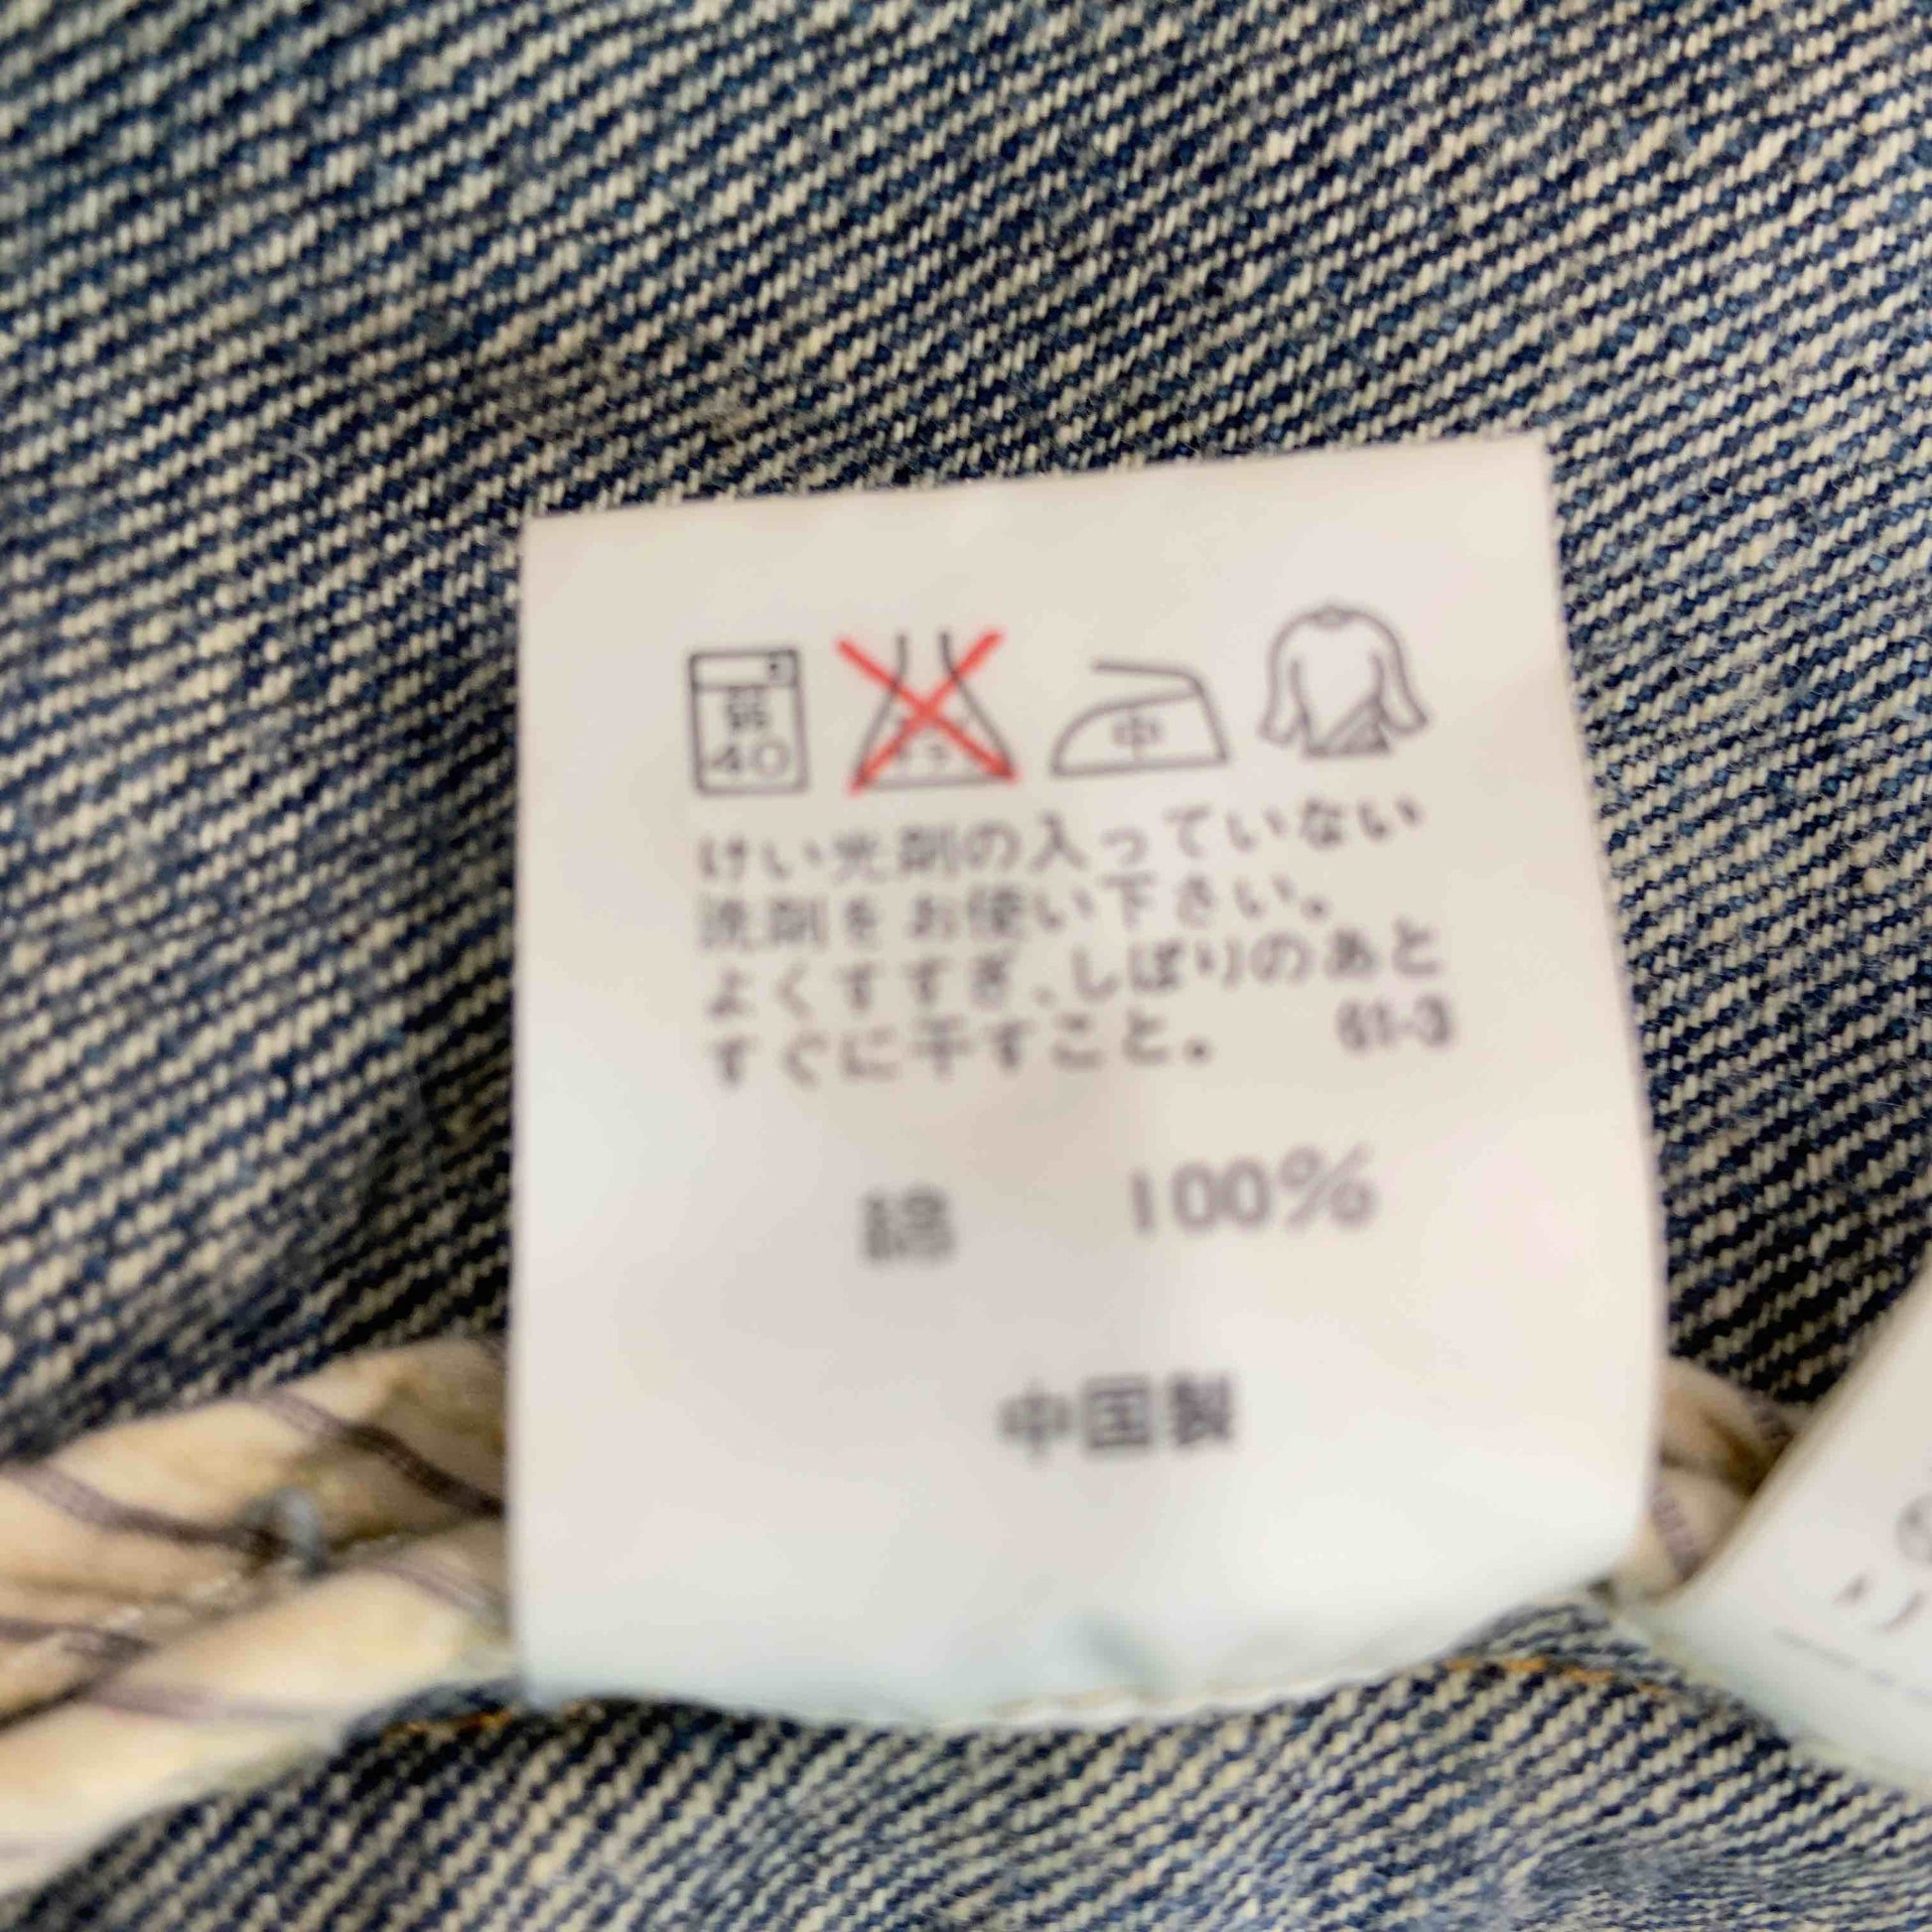 弱
40
中
けい光剤の入っていない
洗剤をお使い下さい。
よくすすぎ、しぼりのあと
すぐに干すこと。 61-3
綿 100%
中国製